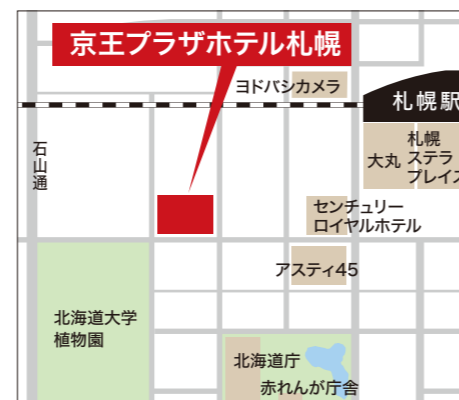 京王プラザホテル札幌
ヨドバシカメラ
札幌駅
石山通
大丸
札幌
ステラ
プレイス
センチュリー
ロイヤルホテル
アスティ45
北海道大学
植物園
北海道庁
赤れんが庁舎